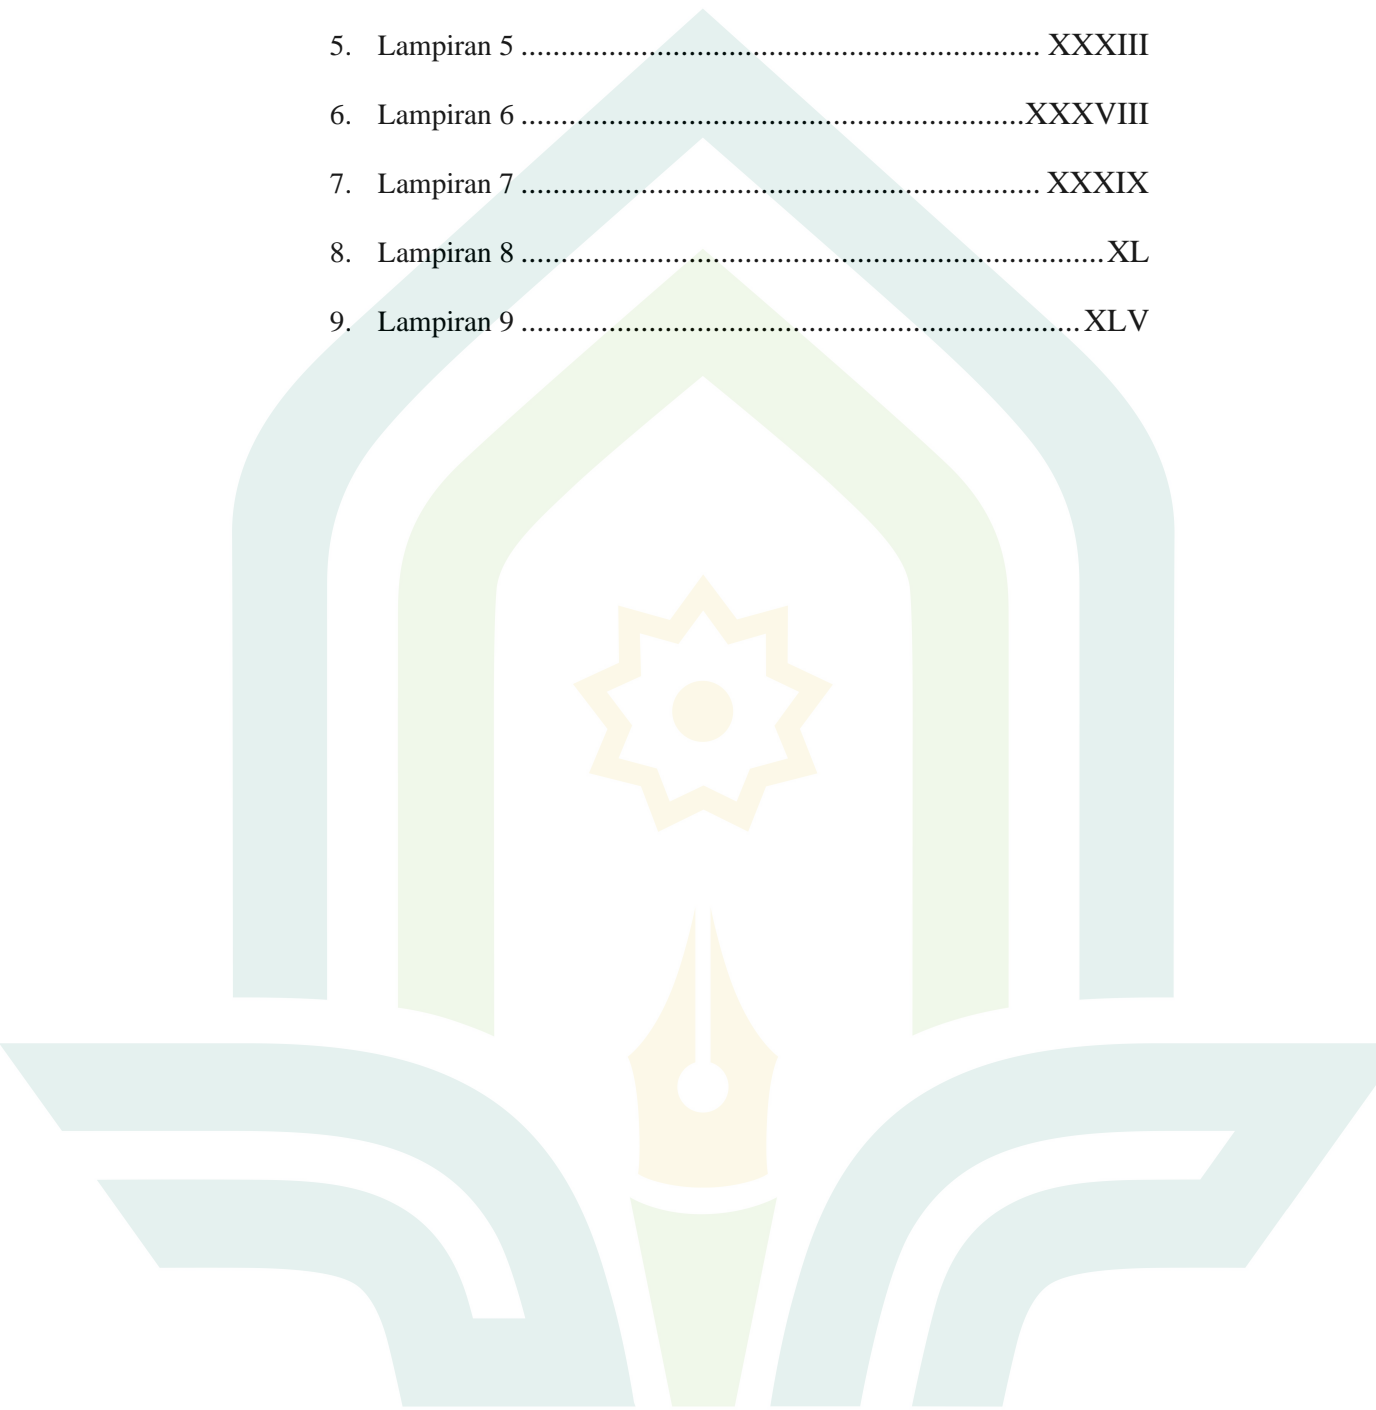 5. Lampiran 5 ................................................................ XXXIII
6. Lampiran 6 ..............................................................XXXVIII
7. Lampiran 7 ................................................................ XXXIX
8. Lampiran 8 ........................................................................XL
9. Lampiran 9 .....................................................................XLV